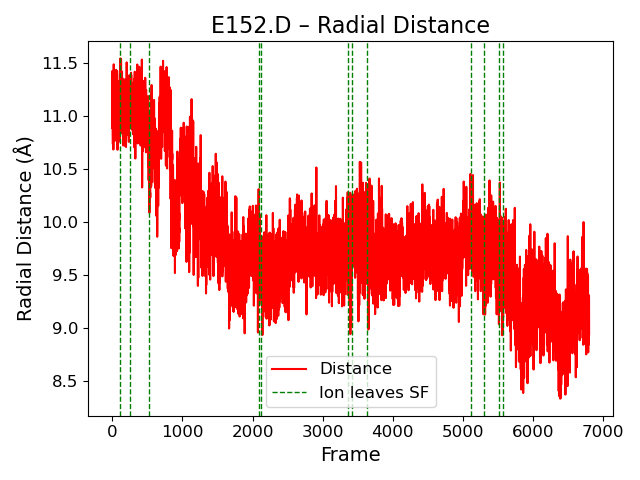 E152.D – Radial Distance
Radial Distance (Å)
11.5
11.0
10.5
10.0
9.5
9.0
8.5
Distance
Ion leaves SF
0 1000 2000 3000 4000 5000 6000 7000
Frame